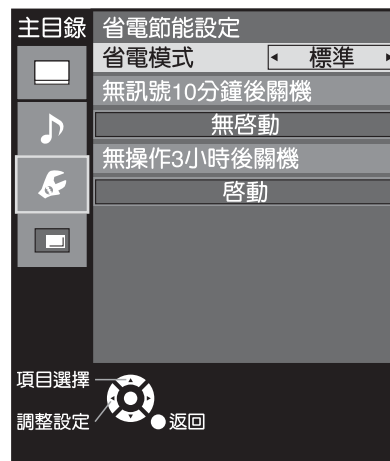 主目錄 省電節能設定
省電模式 標準
無訊號10分鐘後關機
無啓動
無操作3小時後關機
啓動
項目選擇
調整設定 返回